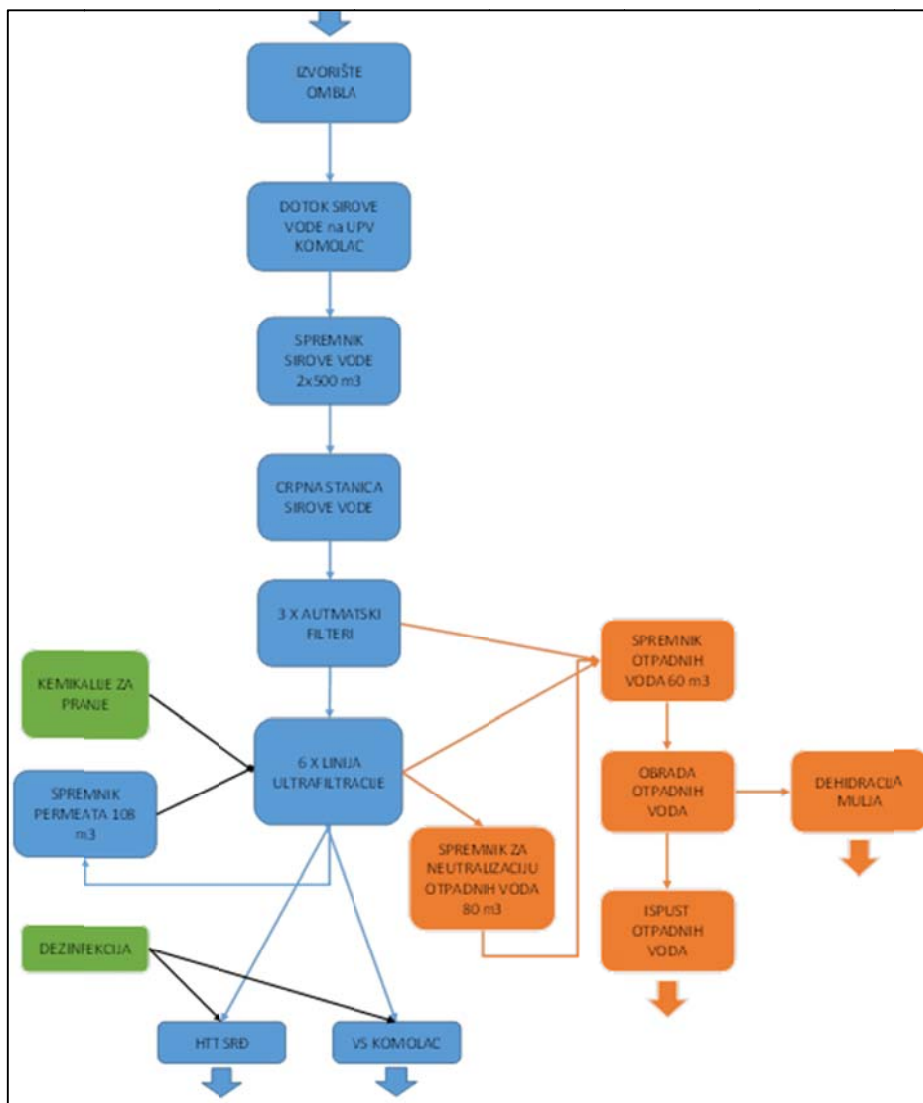 IZVORIŠTE
OMBLA
DOTOK SIROVE
VODE na UPV
KOMOLAC
SPREMNIK
SIROVE VODE
2x500 m3
CRPNA STANICA
SIROVE VODE
3 X AUTMATSKI
FILTERI
SPREMNIK
OTPADNIH
VODA 60 m3
KEMIKALIJE ZA
PRANJE
6 X LINIJA
ULTRAFILTRACIJE
OBRADA
OTPADNIH
VODA
DEHIDRACIJA
MULJA
SPREMNIK
PERMEATA 108
m3
SPREMNIK ZA
NEUTRALIZACIJU
OTPADNIH VODA
80 m3
ISPUST
OTPADNIH
VODA
DEZINFEKCIJA
HTT SRĐ
VS KOMOLAC